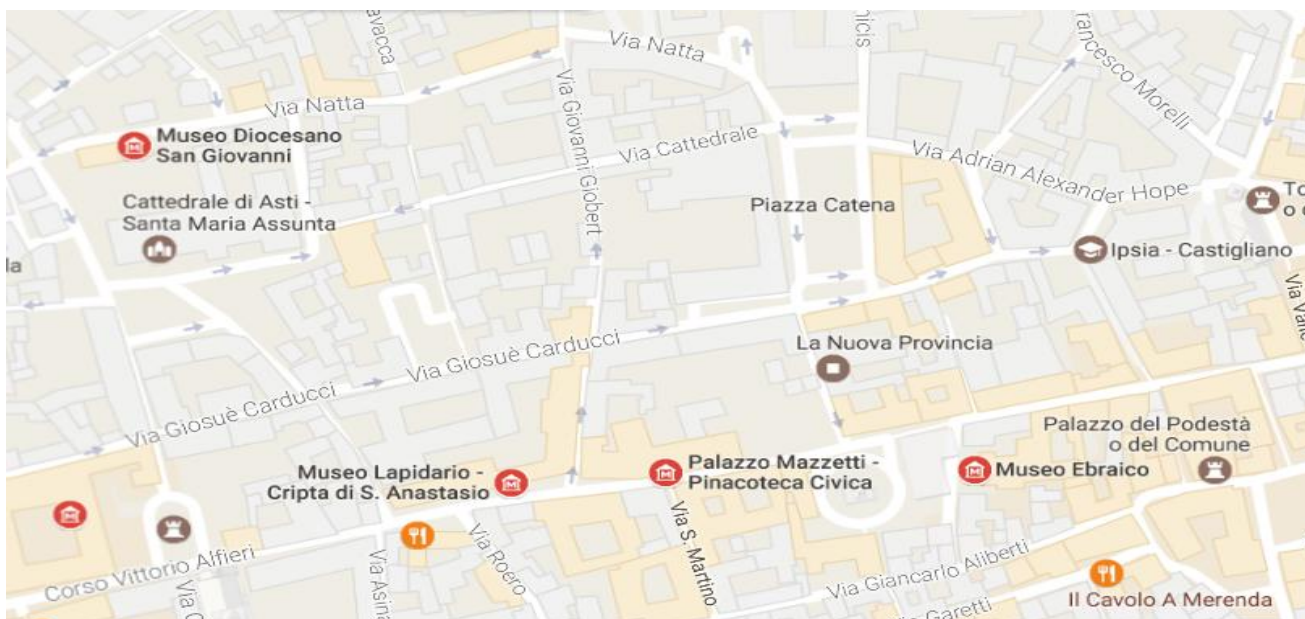 Via Natta
Via Natta
Museo Diocesano
San Giovanni
Via Giovanni Giobert
Via Cattedrale
Via Adrian Alexander Hope
Cattedrale di Asti -
Santa Maria Assunta
Piazza Catena
Ipsia - Castigliano
La Nuova Provincia
Via Giosuè Carducci
Via Giosuè Carducci
Palazzo del Podestà
o del Comune
Museo Lapidario -
Cripta di S. Anastasio
Palazzo Mazzetti -
Pinacoteca Civica
Museo Ebraico
Corso Vittorio Alfieri
Via Roero
Via S. Martino
Via Giancarlo Aliberti
Garetti
Il Cavolo A Merenda
Morelli